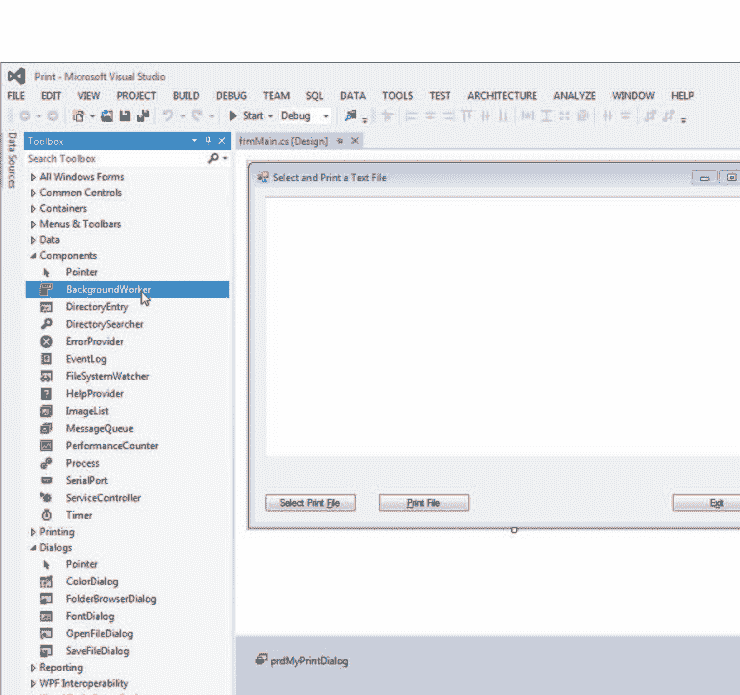 Print - Microsoft Visual Studio
FILE EDIT VIEW PROJECT BUILD DEBUG TEAM SQL DATA TOOLS TEST ARCHITECTURE ANALYZE WINDOW HELP
Start Debug
Data Sources
Toolbox
frmMain.cs [Design]
Search Toolbox
All Windows Forms
Common Controls
Containers
Menus & Toolbars
Data
Components
Pointer
BackgroundWorker
DirectoryEntry
DirectorySearcher
ErrorProvider
EventLog
FileSystemWatcher
HelpProvider
ImageList
MessageQueue
PerformanceCounter
Process
SerialPort
ServiceController
Timer
Printing
Dialogs
Pointer
ColorDialog
FolderBrowserDialog
FontDialog
OpenFileDialog
SaveFileDialog
Reporting
WPF Interoperability
Select and Print a Text File
Select Print File Print File Exit
prdMyPrintDialog